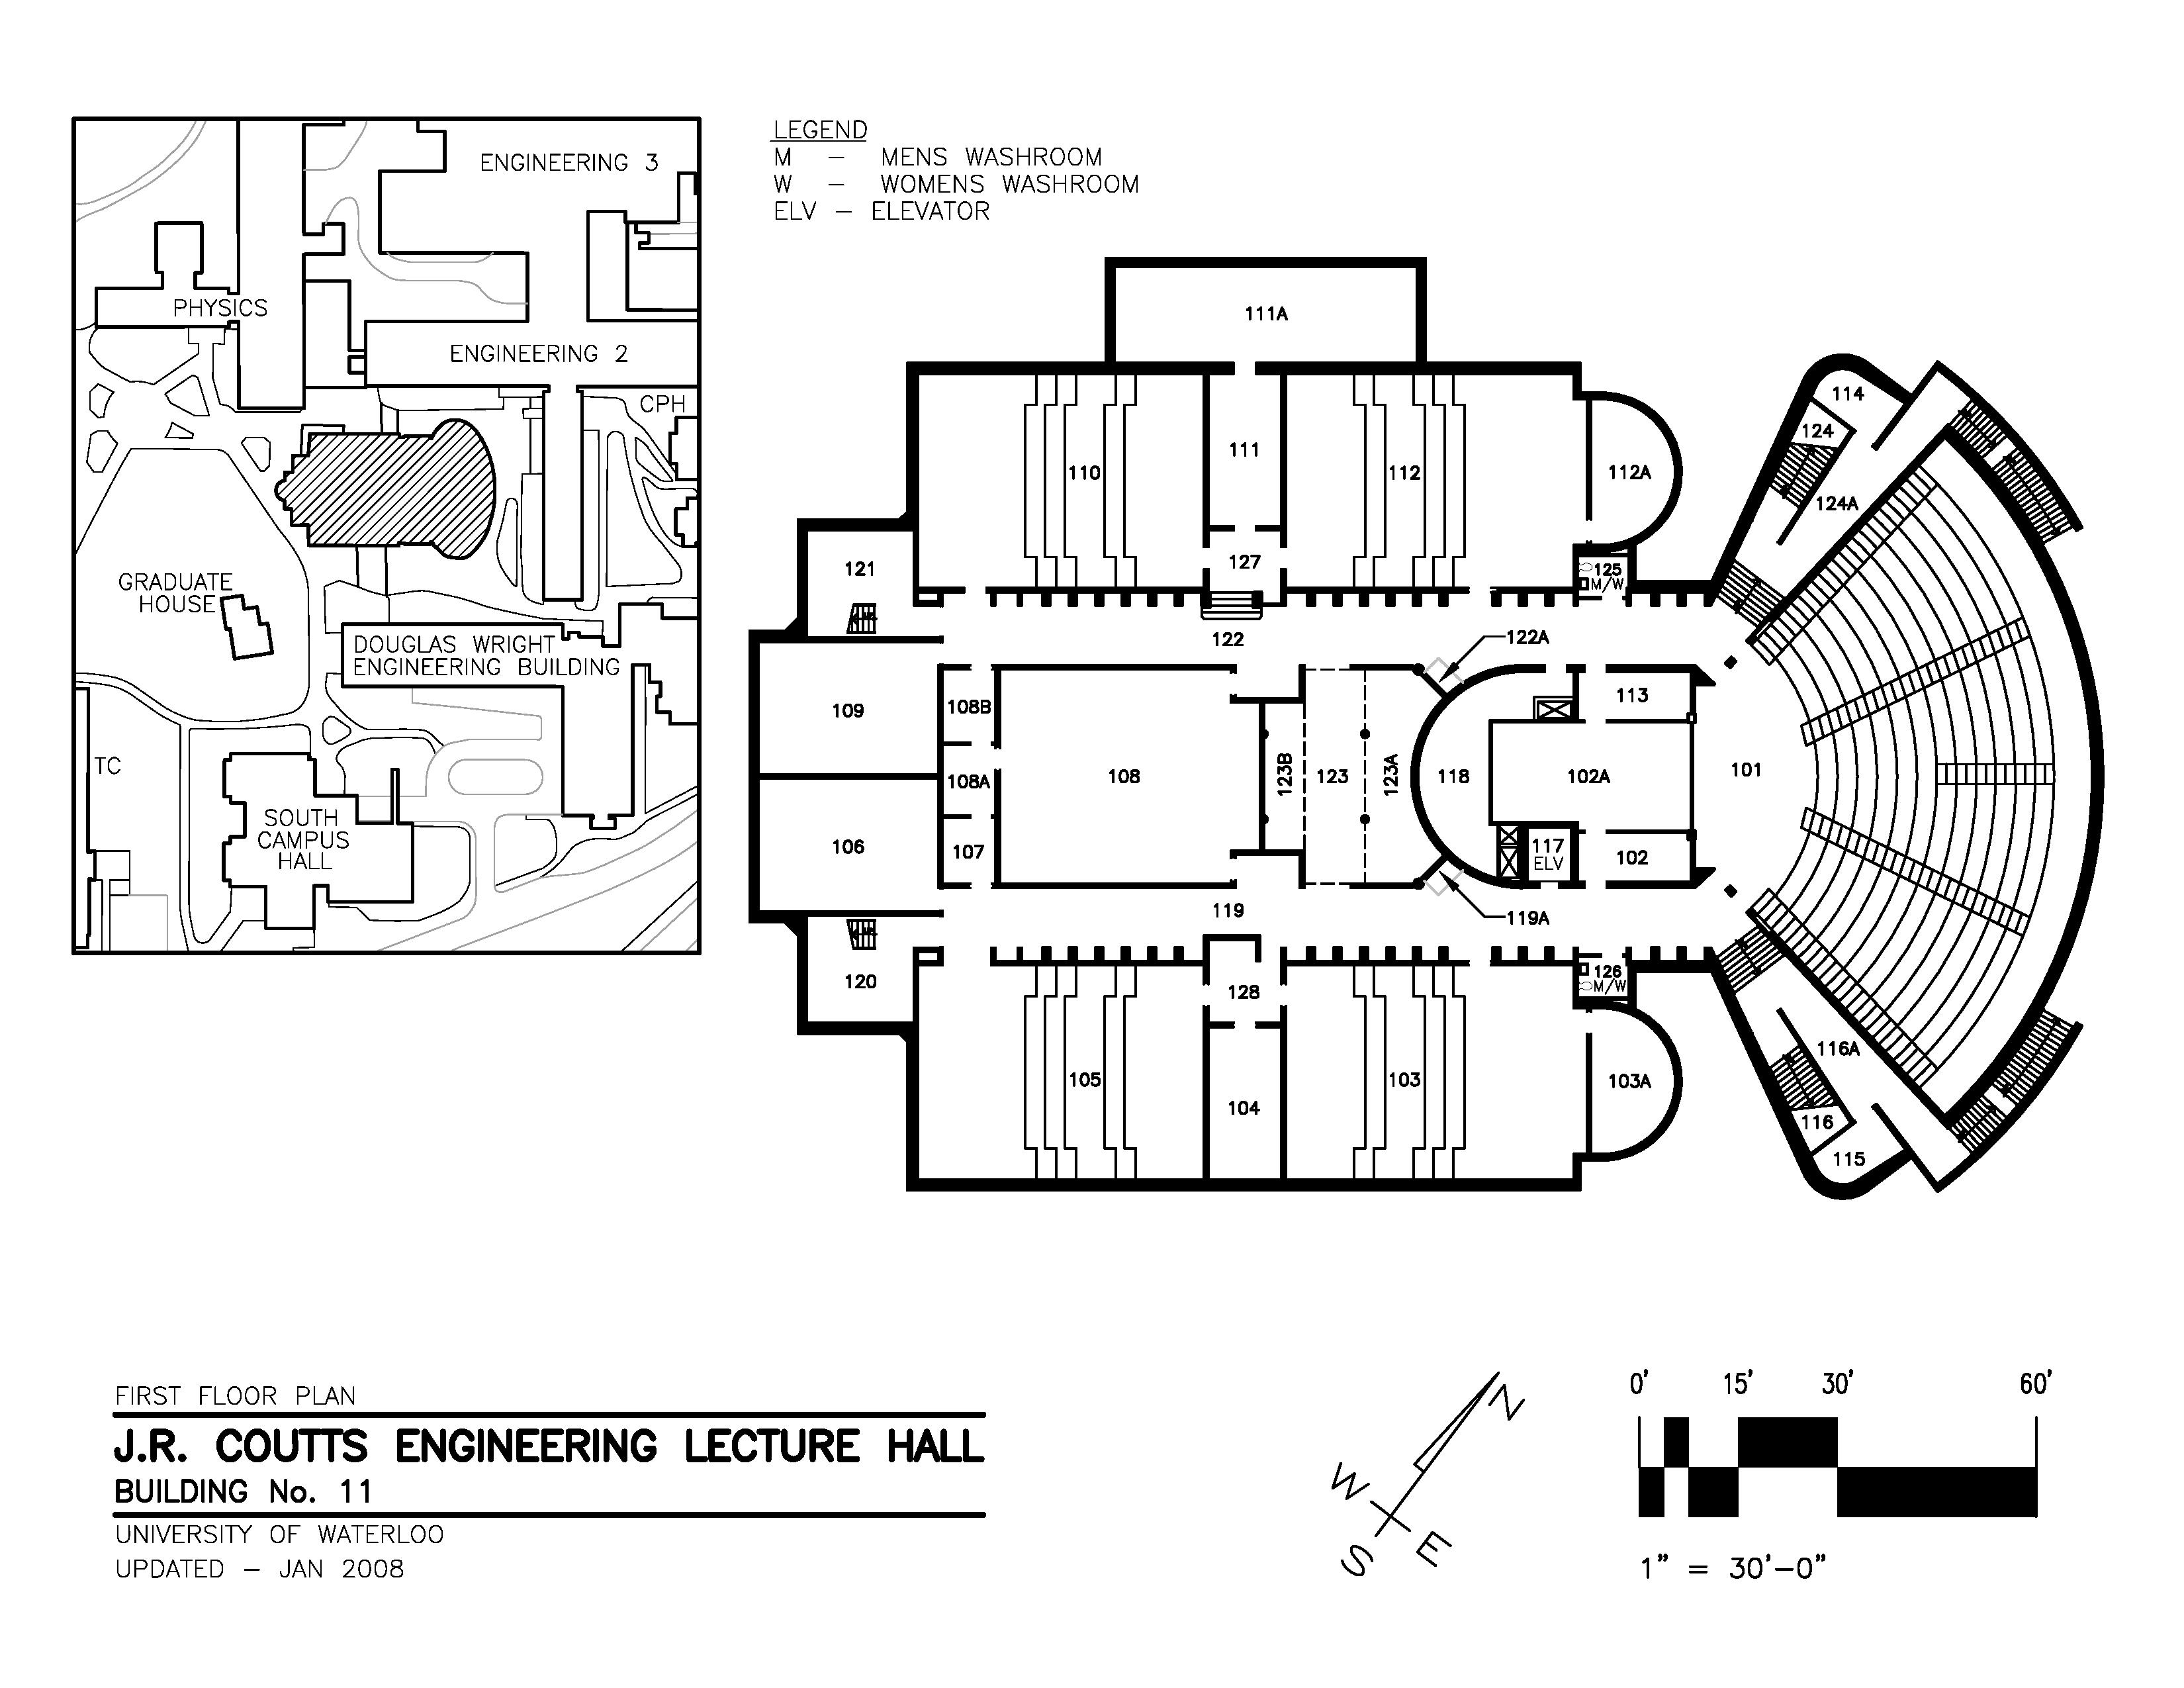 ENGINEERING 3
PHYSICS
ENGINEERING 2
CPH
GRADUATE
HOUSE
DOUGLAS WRIGHT
ENGINEERING BUILDING
TC
SOUTH
CAMPUS
HALL
LEGEND
M – MENS WASHROOM
W – WOMENS WASHROOM
ELV – ELEVATOR
111A
114
124
110
111
112
112A
124A
121
127
125
M/W
122
122A
109
108B
113
108A
108
123B
123
123A
118
102A
101
106
107
117
ELV
102
119
119A
120
128
126
M/W
116A
105
104
103
103A
116
115
FIRST FLOOR PLAN
J.R. COUTTS ENGINEERING LECTURE HALL
BUILDING No. 11
UNIVERSITY OF WATERLOO
UPDATED – JAN 2008
N
W
S
E
0' 15' 30' 60'
1" = 30'-0"